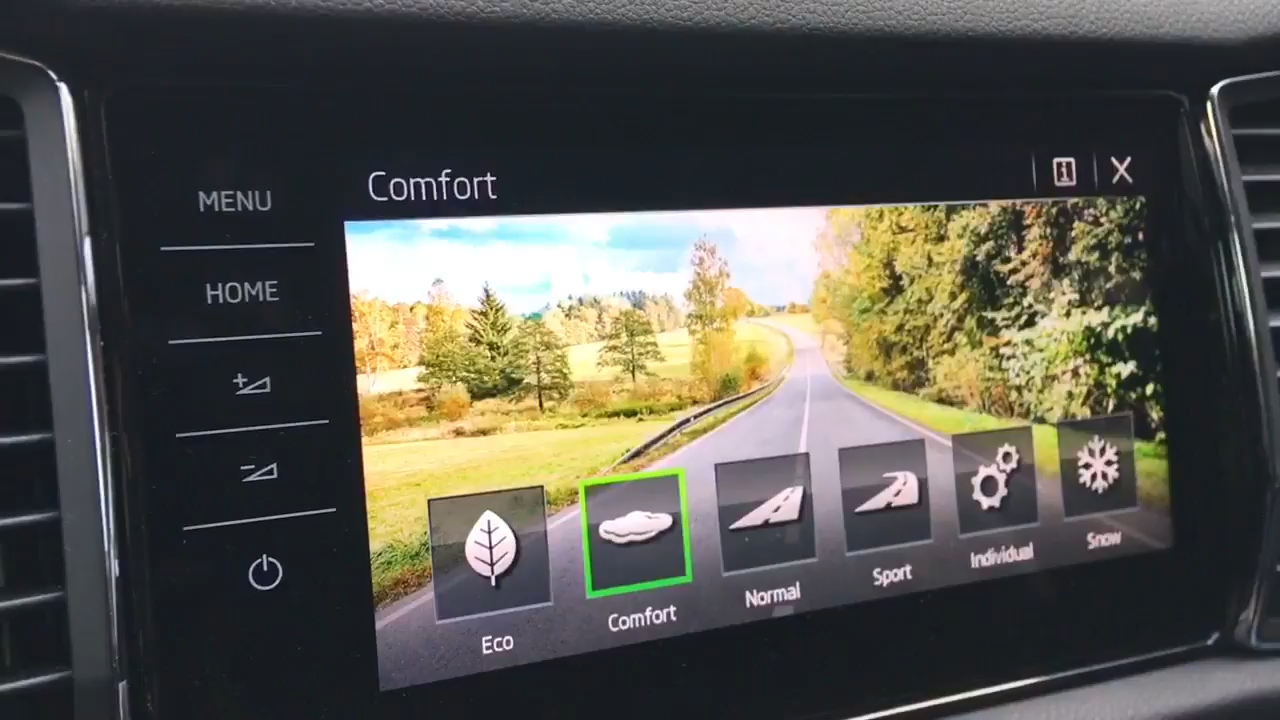 MENU
HOME
Comfort
i
X
Eco
Comfort
Normal
Sport
Individual
Snow